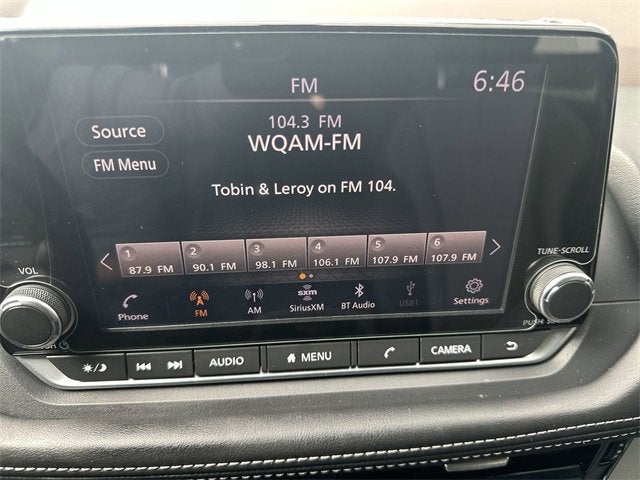 FM
6:46
Source
FM Menu
104.3 FM
WQAM-FM
Tobin & Leroy on FM 104.
1 2 3 4 5 6
87.9 FM 90.1 FM 98.1 FM 106.1 FM 107.9 FM 107.9 FM
Phone FM AM sxm SiriusXM BT Audio USB1 Settings
VOL
TUNE·SCROLL
AUDIO MENU CAMERA